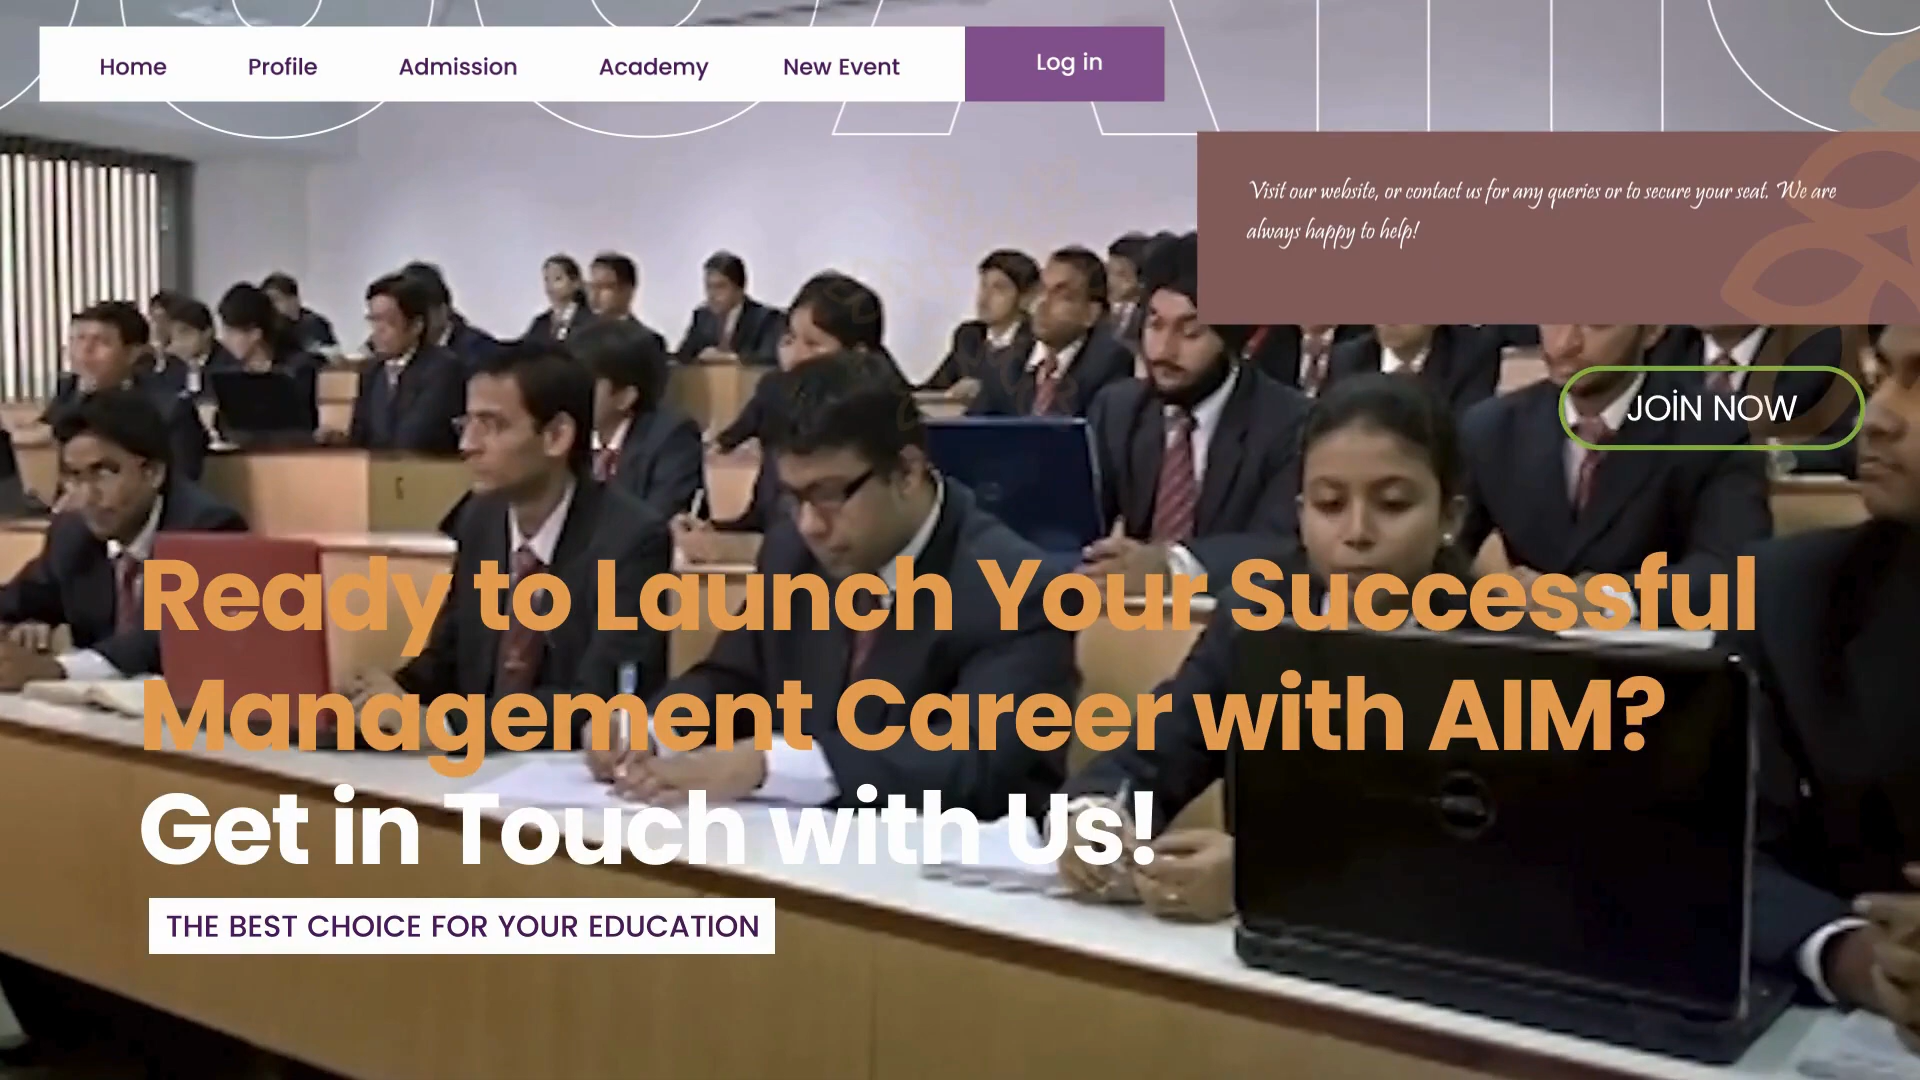 Home Profile Admission Academy New Event Log in
Visit our website, or contact us for any queries or to secure your seat. We are
always happy to help!
JOİN NOW
Ready to Launch Your Successful
Management Career with AIM?
Get in Touch with Us!
THE BEST CHOICE FOR YOUR EDUCATION